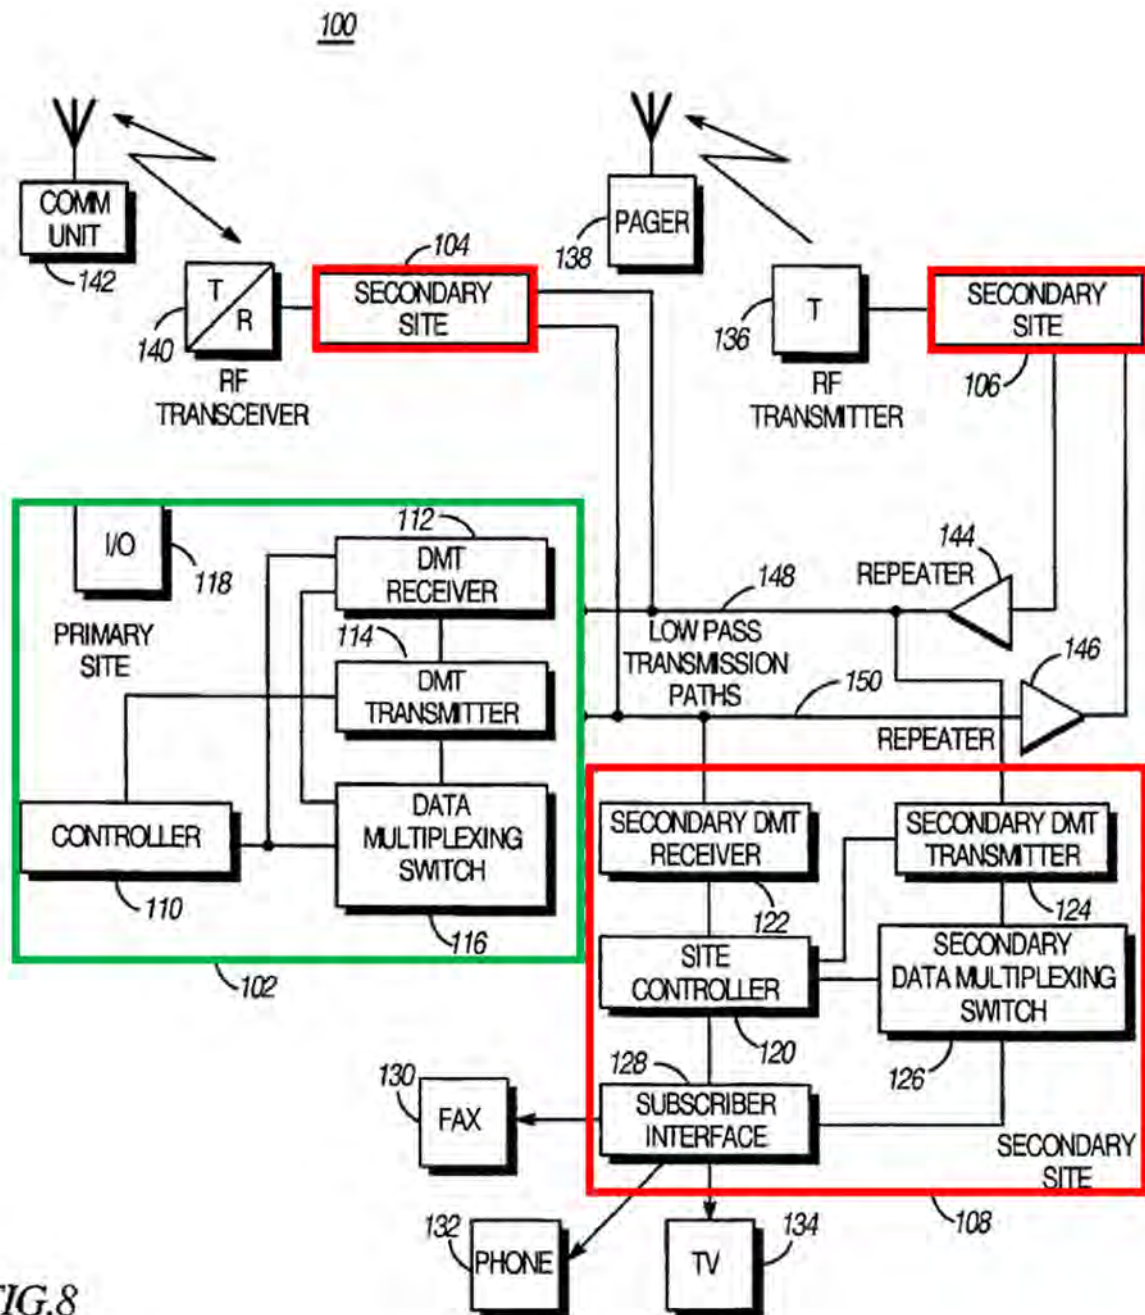 100
COMM
UNIT
142
T
R
140
RF
TRANSCEIVER
104
SECONDARY
SITE
PAGER
138
T
136
RF
TRANSMITTER
SECONDARY
SITE
106
I/O
118
PRIMARY
SITE
112
DMT
RECEIVER
114
DMT
TRANSMITTER
CONTROLLER
110
DATA
MULTIPLEXING
SWITCH
116
102
148
LOW PASS
TRANSMISSION
PATHS
150
REPEATER
144
146
REPEATER
SECONDARY DMT
RECEIVER
122
SECONDARY DMT
TRANSMITTER
124
SITE
CONTROLLER
120
SECONDARY
DATA MULTIPLEXING
SWITCH
126
128
SUBSCRIBER
INTERFACE
SECONDARY
SITE
108
130
FAX
132
PHONE
TV
134
FIG.8